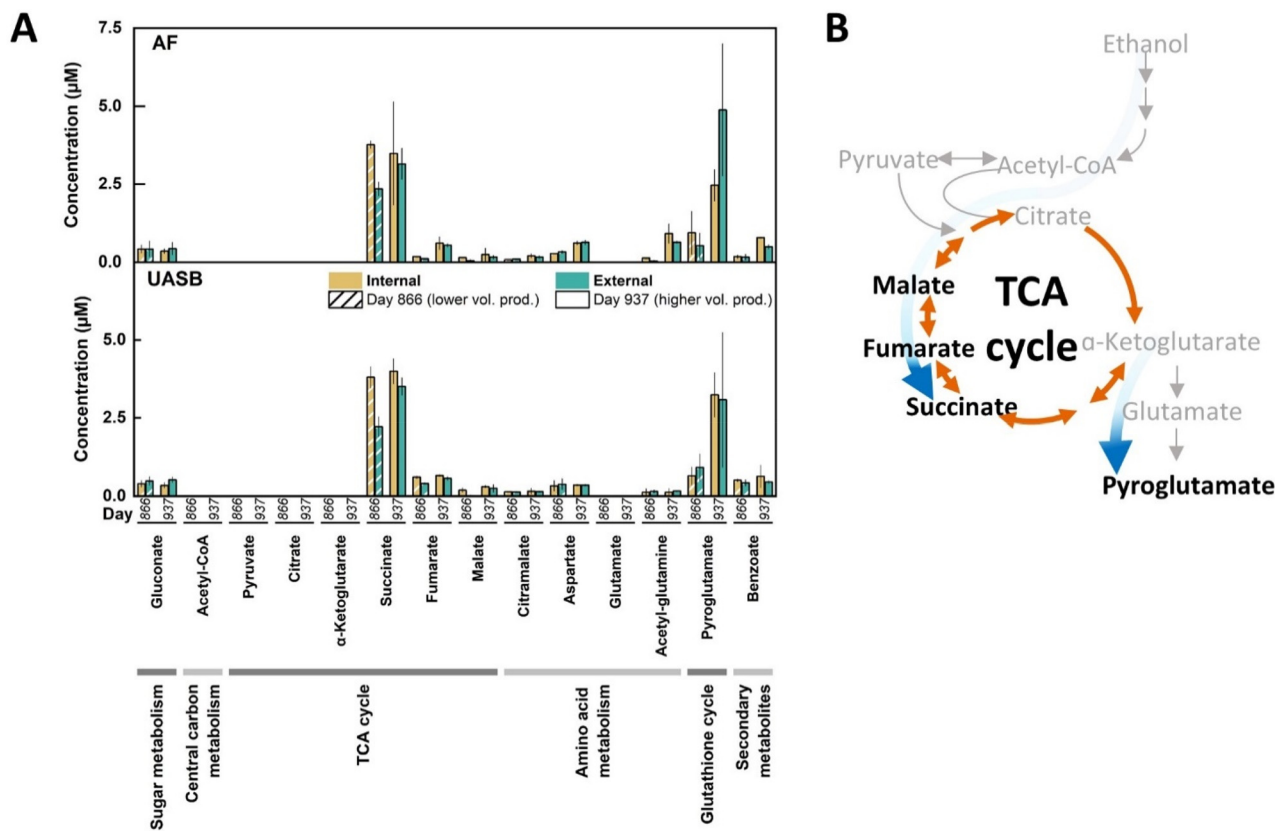 A
7.5
AF
5.0
2.5
0.0
Concentration (μM)
UASB
Internal
External
Day 866 (lower vol. prod.)
Day 937 (higher vol. prod.)
5.0
2.5
0.0
Concentration (μM)
Day
866 937 866 937 866 937 866 937 866 937 866 937 866 937 866 937 866 937 866 937 866 937 866 937 866 937 866 937
Gluconate
Acetyl-CoA
Pyruvate
Citrate
α-Ketoglutarate
Succinate
Fumarate
Malate
Citramalate
Aspartate
Glutamate
Acetyl-glutamine
Pyroglutamate
Benzoate
Sugar metabolism
Central carbon
metabolism
TCA cycle
Amino acid
metabolism
Glutathione cycle
Secondary
metabolites
B
Ethanol
Pyruvate
Acetyl-CoA
Citrate
Malate
TCA
cycle
Fumarate
α-Ketoglutarate
Succinate
Glutamate
Pyroglutamate